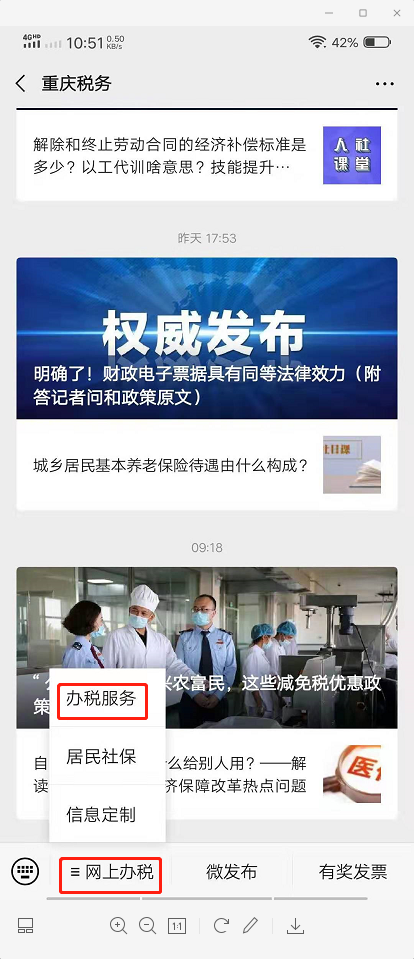 4GHD
10:51
0.50
KB/s
42%
重庆税务
解除和终止劳动合同的经济补偿标准是
多少？以工代训啥意思？技能提升…
人社
课堂
昨天 17:53
权威发布
明确了！财政电子票据具有同等法律效力（附
答记者问和政策原文）
城乡居民基本养老保险待遇由什么构成？
09:18
兴农富民，这些减免税优惠政
策
办税服务
自
么给别人用？——解
居民社保
读
济保障改革热点问题
医
信息定制
≡ 网上办税
微发布
有奖发票
1:1